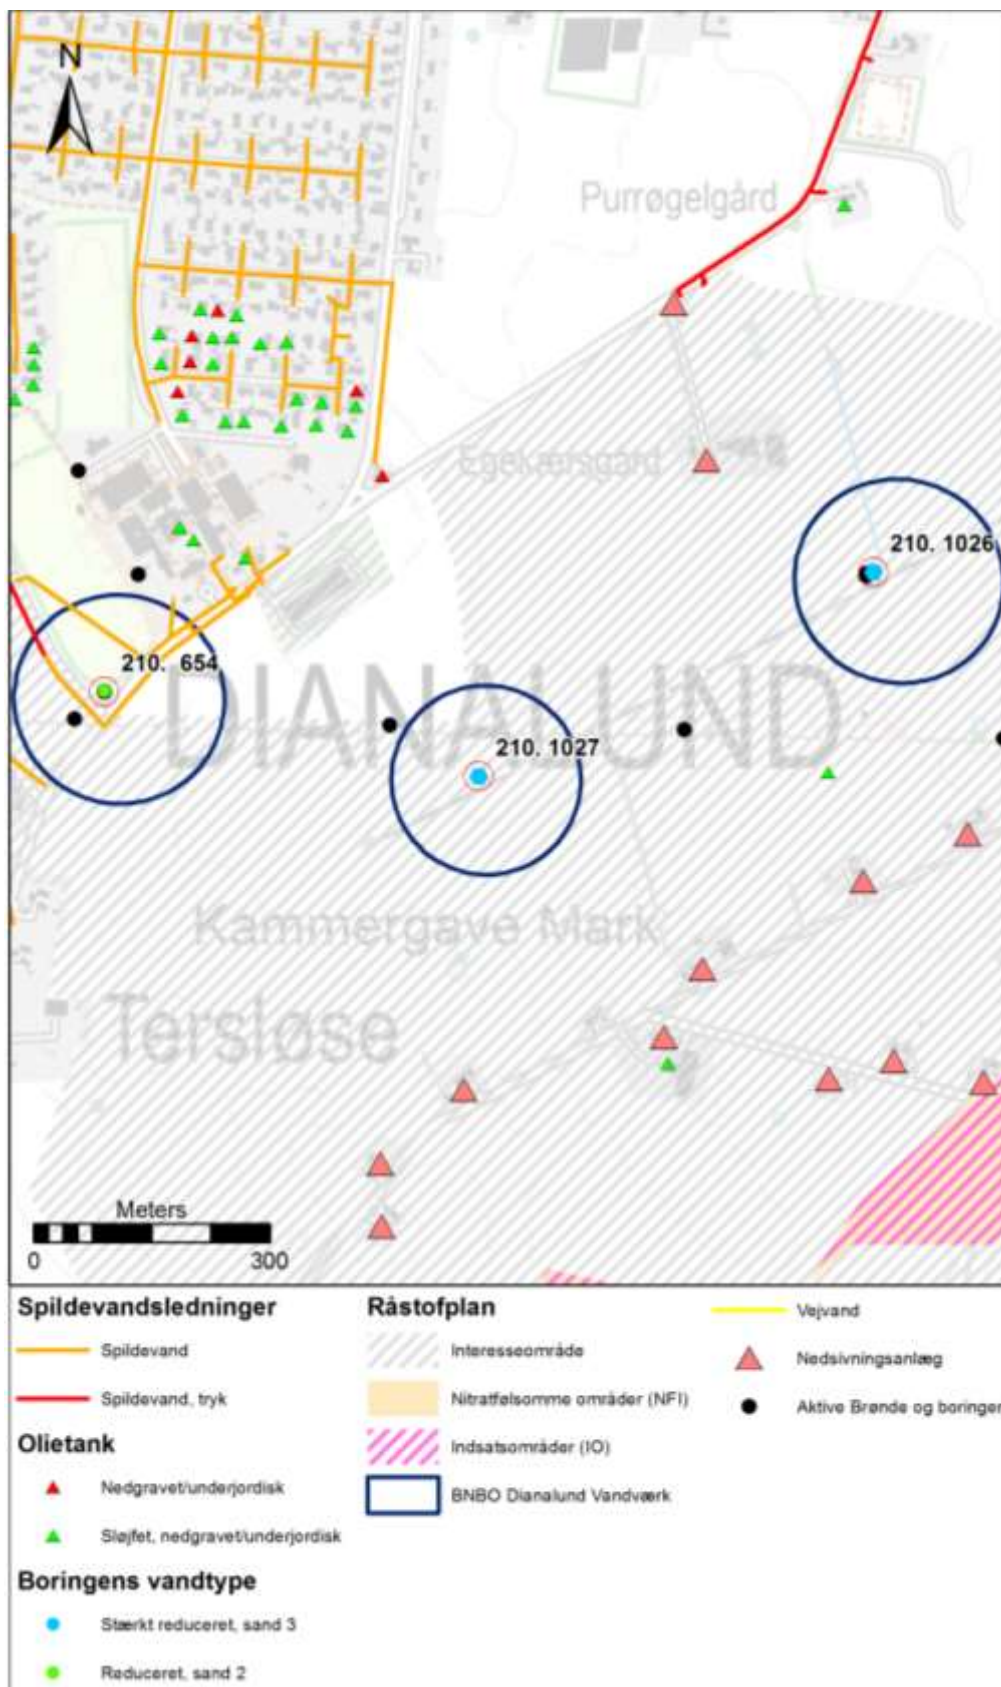 N
Purrøgelgård
Egekærsgård
210. 1026
210. 654
DIANALUND
210. 1027
Kammergave Mark
Tersløse
Meters
0 300
Spildevandsledninger
Spildevand
Spildevand, tryk
Olietank
Nedgravet/underjordisk
Sløjfet, nedgravet/underjordisk
Boringens vandtype
Stærkt reduceret, sand 3
Reduceret, sand 2
Råstofplan
Interesseområde
Nitratfølsomme områder (NFI)
Indsatsområder (IO)
BNBO Dianalund Vandværk
Vejvand
Nedsivningsanlæg
Aktive Brønde og boringer